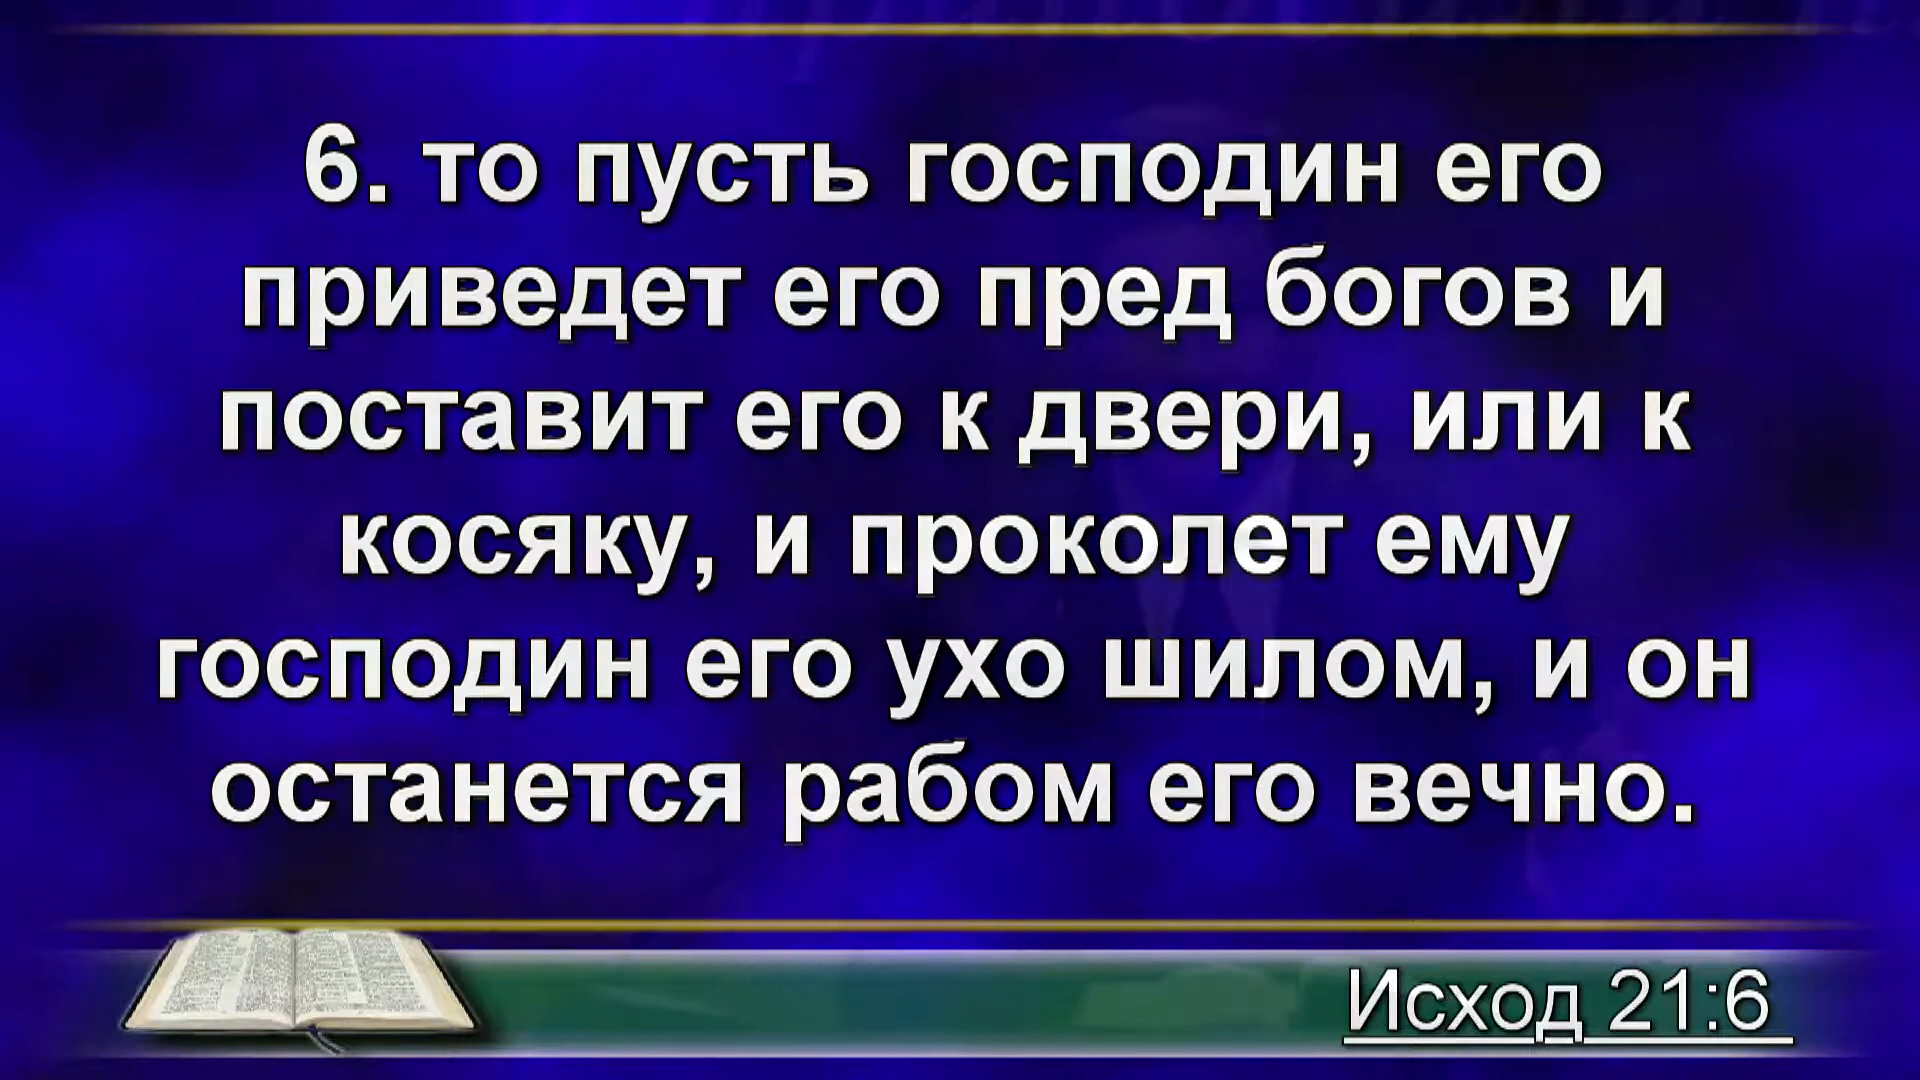 6. то пусть господин его
приведет его пред богов и
поставит его к двери, или к
косяку, и проколет ему
господин его ухо шилом, и он
останется рабом его вечно.
Исход 21:6